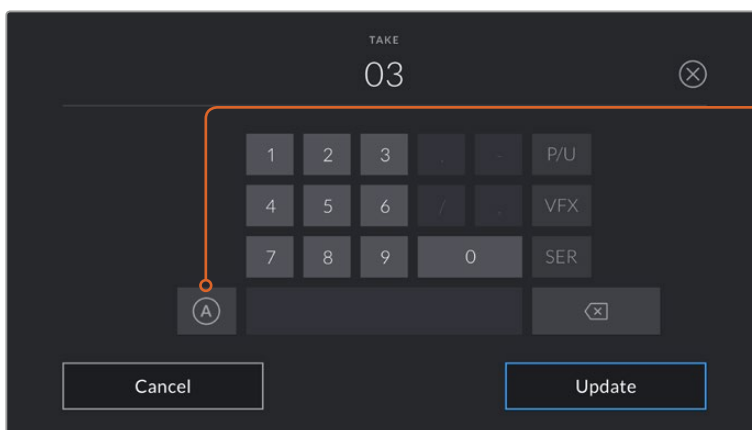 TAKE
03
1 2 3 . - P/U
4 5 6 / , VFX
7 8 9 0 SER
A
Cancel Update